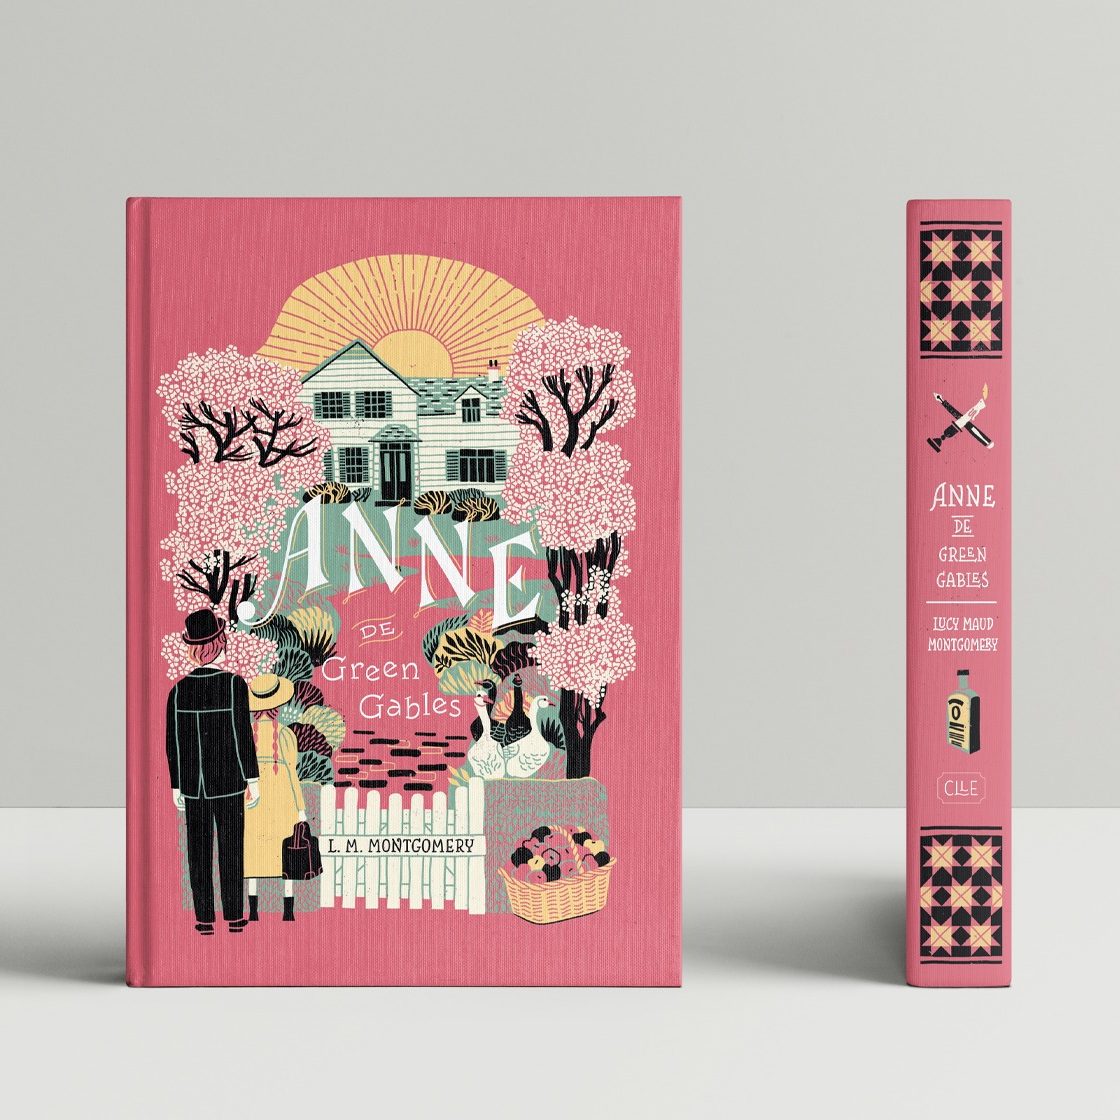 ANNE
DE
Green
Gables
L. M. MONTGOMERY
ANNE
DE
GREEN
GABLES
LUCY MAUD
MONTGOMERY
CLLE